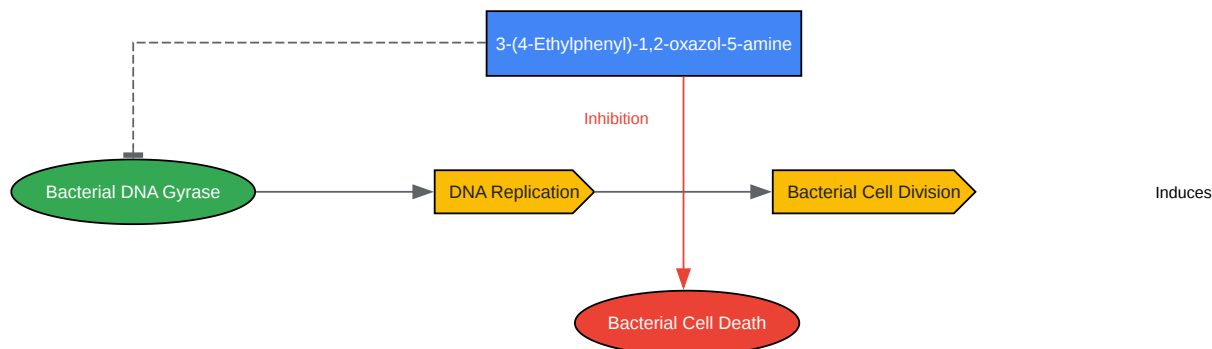 3-(4-Ethylphenyl)-1,2-oxazol-5-amine
Inhibition
Bacterial DNA Gyrase
DNA Replication
Bacterial Cell Division
Induces
Bacterial Cell Death